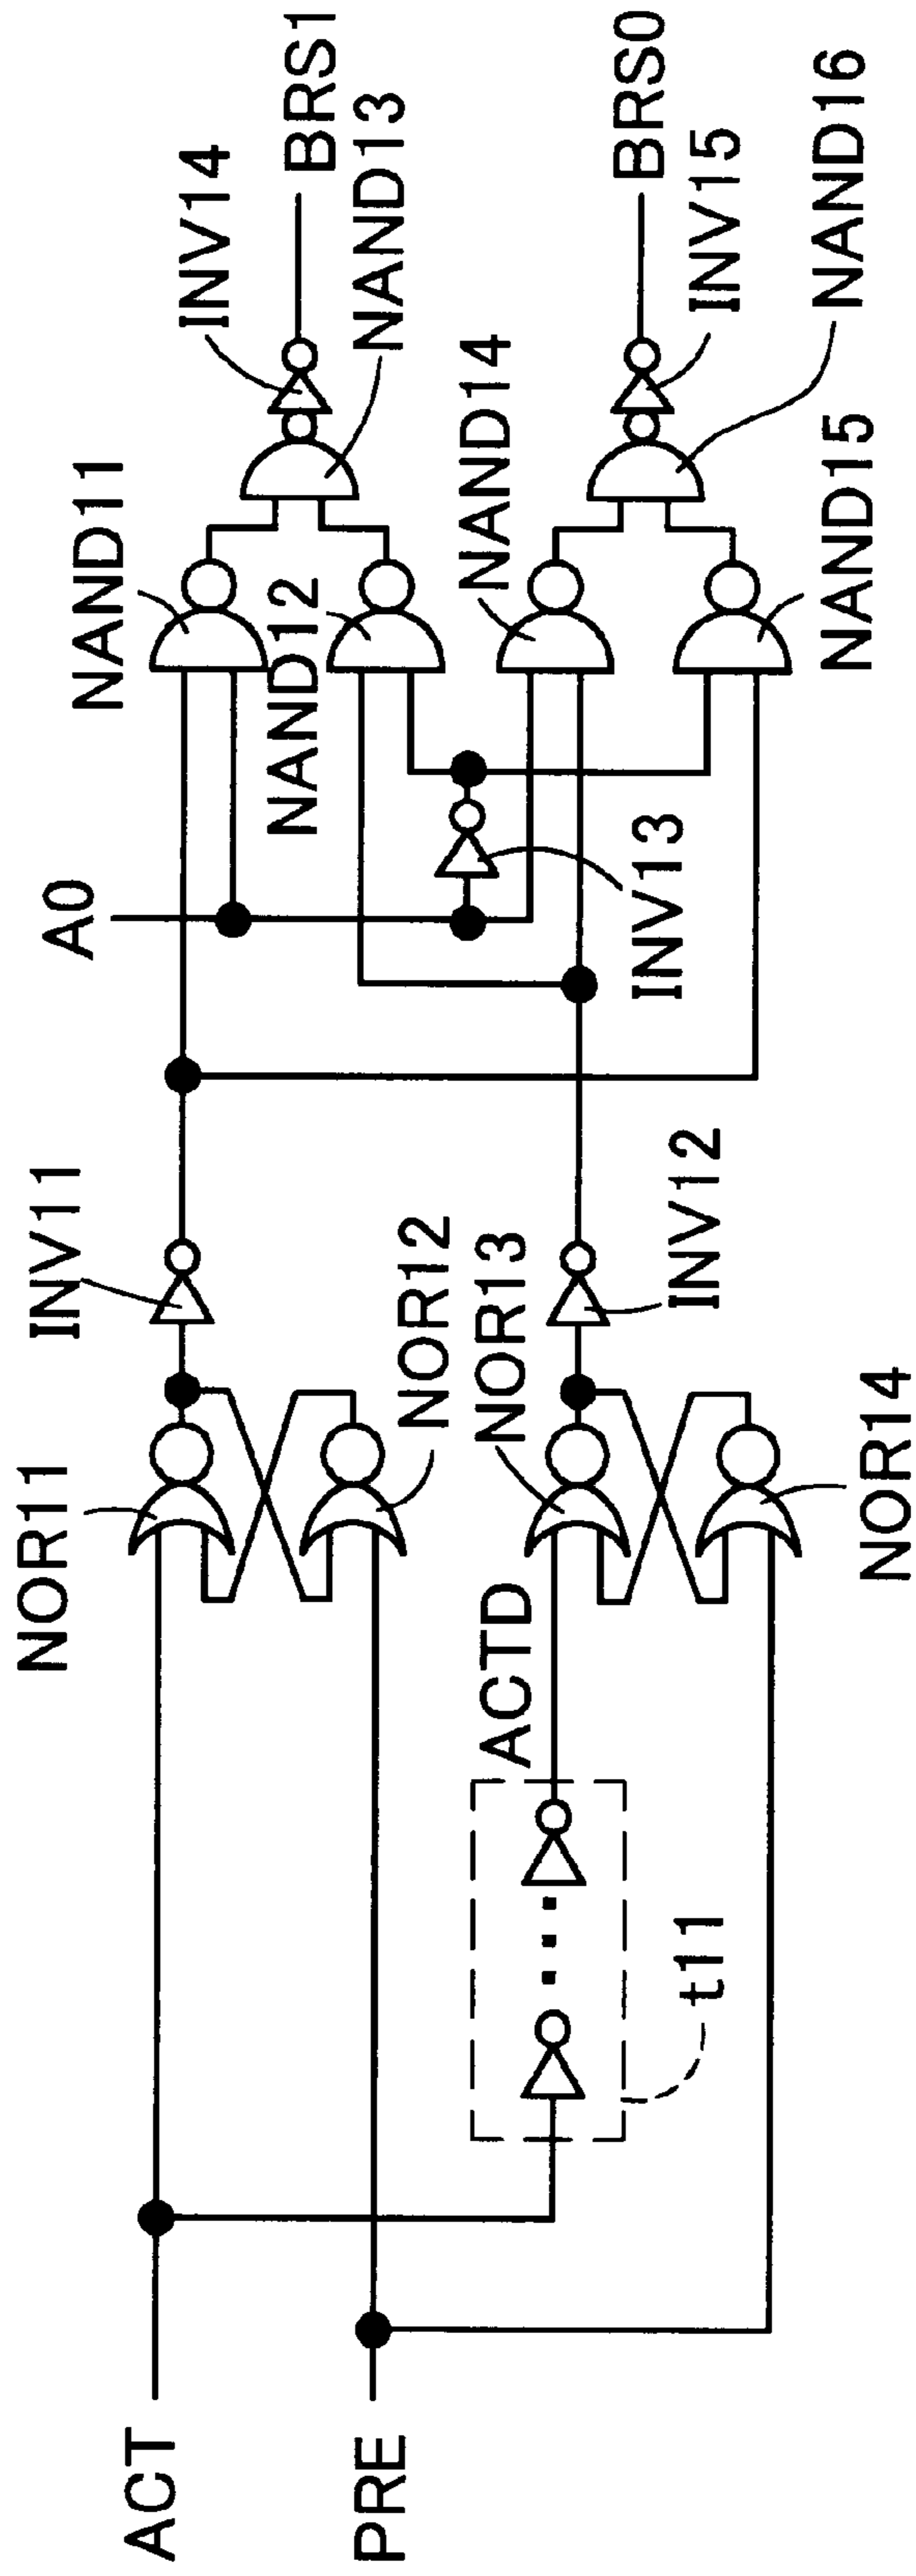 ACT
PRE
t11
ACTD
NOR11
NOR12
NOR13
NOR14
INV11
INV12
A0
INV13
NAND11
NAND12
NAND14
NAND15
INV14
NAND13
BRS1
INV15
NAND16
BRS0